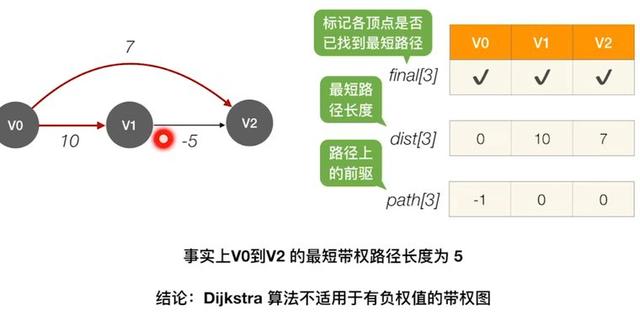 标记各顶点是否
已找到最短路径
V0 V1 V2
final[3] ✓ ✓ ✓
7
最短路
径长度
dist[3] 0 10 7
V0 V1 V2
10 -5
路径上
的前驱
path[3] -1 0 0
事实上V0到V2 的最短带权路径长度为 5
结论：Dijkstra 算法不适用于有负权值的带权图